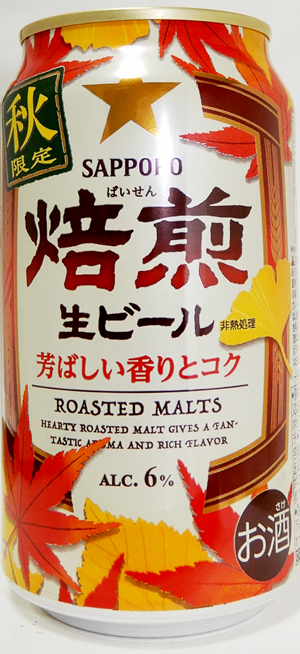 秋
限定
SAPPORO
ばいせん
焙煎
生ビール
非熱処理
芳ばしい香りとコク
ROASTED MALTS
HEARTY ROASTED MALT GIVES A FAN-
TASTIC AROMA AND RICH FLAVOR
ALC. 6%
さけ
お酒